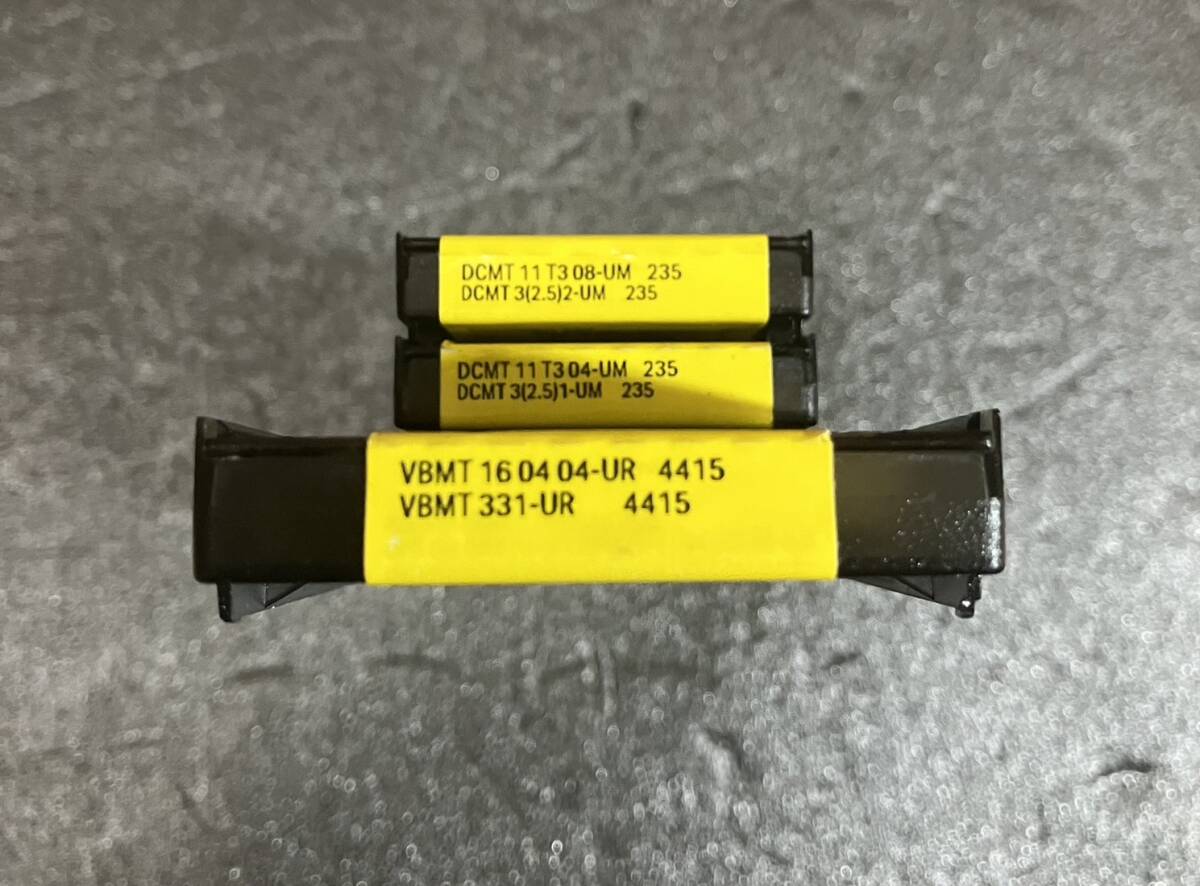 DCMT 11 T3 08-UM 235
DCMT 3(2.5)2-UM 235
DCMT 11 T3 04-UM 235
DCMT 3(2.5)1-UM 235
VBMT 16 04 04-UR 4415
VBMT 331-UR 4415